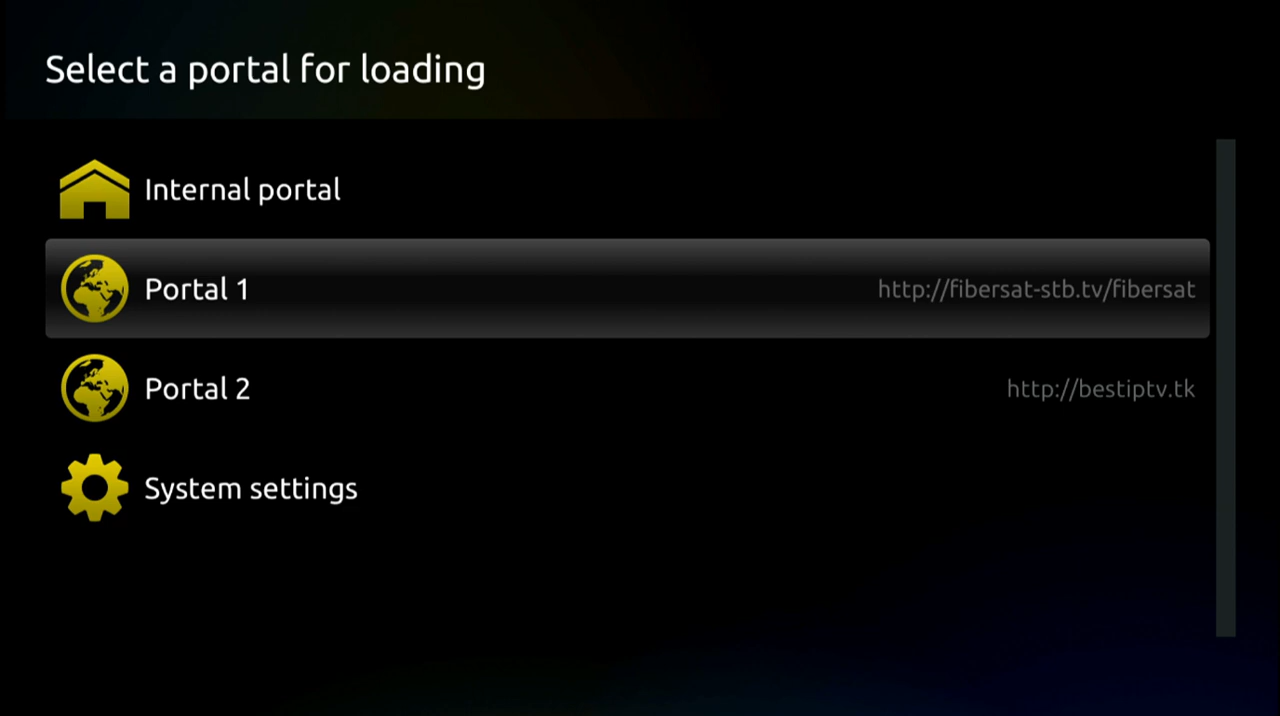 Select a portal for loading
Internal portal
Portal 1 http://fibersat-stb.tv/fibersat
Portal 2 http://bestiptv.tk
System settings